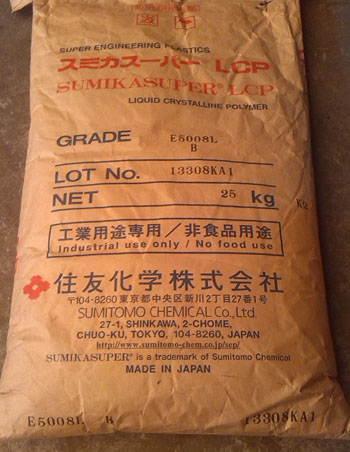 SUPER ENGINEERING PLASTICS
スミカスーパー LCP
SUMIKASUPER® LCP
LIQUID CRYSTALLINE POLYMER
GRADE E5008L
B
LOT No. 13308KA1
NET 25 kg
K2
工業用途専用/非食品用途
Industrial use only / No food use
住友化学株式会社
〒104-8260 東京都中央区新川2丁目27番1号
SUMITOMO CHEMICAL Co., Ltd.
27-1, SHINKAWA, 2-CHOME,
CHUO-KU, TOKYO, 104-8260, JAPAN
http://www.sumitomo-chem.co.jp/scp/
SUMIKASUPER® is a trademark of Sumitomo Chemical
MADE IN JAPAN
E5008L B 13308KA1